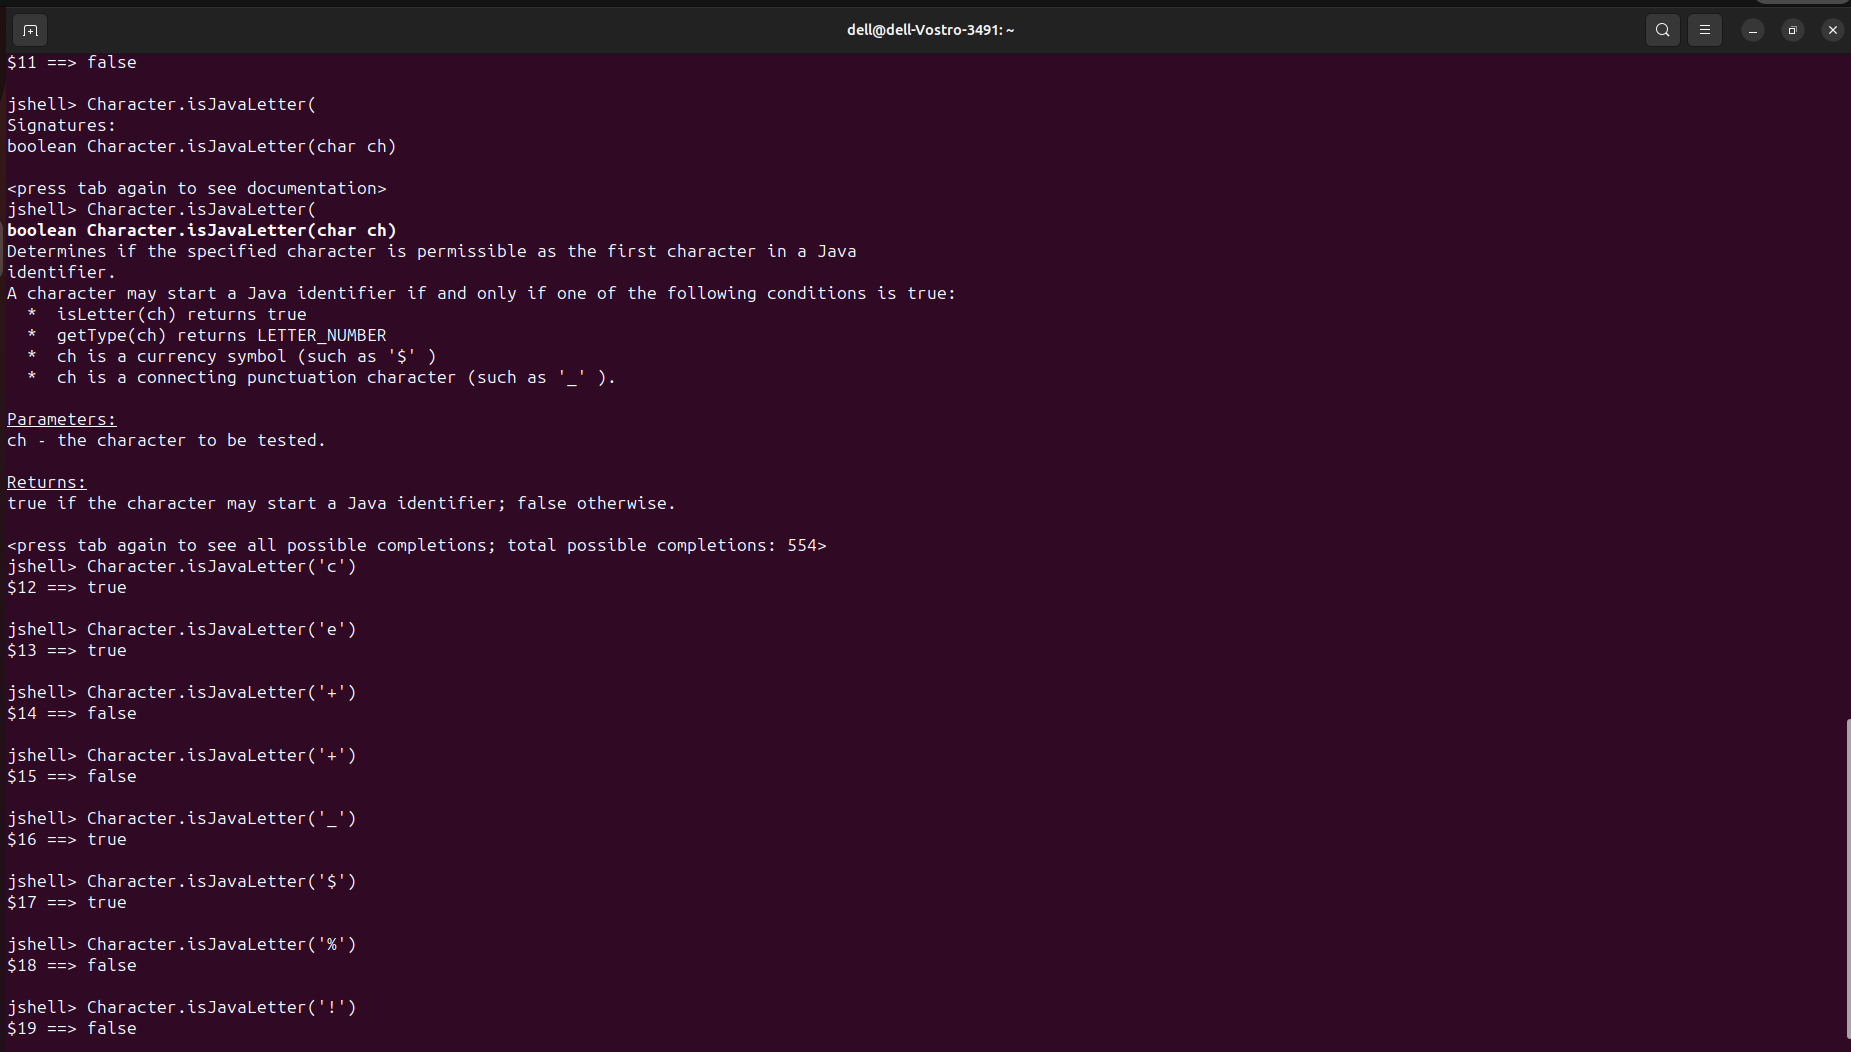 dell@dell-Vostro-3491: ~
$11 ==> false
jshell> Character.isJavaLetter(
Signatures:
boolean Character.isJavaLetter(char ch)
<press tab again to see documentation>
jshell> Character.isJavaLetter(
boolean Character.isJavaLetter(char ch)
Determines if the specified character is permissible as the first character in a Java
identifier.
A character may start a Java identifier if and only if one of the following conditions is true:
  *  isLetter(ch) returns true
  *  getType(ch) returns LETTER_NUMBER
  *  ch is a currency symbol (such as '$' )
  *  ch is a connecting punctuation character (such as '_' ).
Parameters:
ch - the character to be tested.
Returns:
true if the character may start a Java identifier; false otherwise.
<press tab again to see all possible completions; total possible completions: 554>
jshell> Character.isJavaLetter('c')
$12 ==> true
jshell> Character.isJavaLetter('e')
$13 ==> true
jshell> Character.isJavaLetter('+')
$14 ==> false
jshell> Character.isJavaLetter('+')
$15 ==> false
jshell> Character.isJavaLetter('_')
$16 ==> true
jshell> Character.isJavaLetter('$')
$17 ==> true
jshell> Character.isJavaLetter('%')
$18 ==> false
jshell> Character.isJavaLetter('!')
$19 ==> false